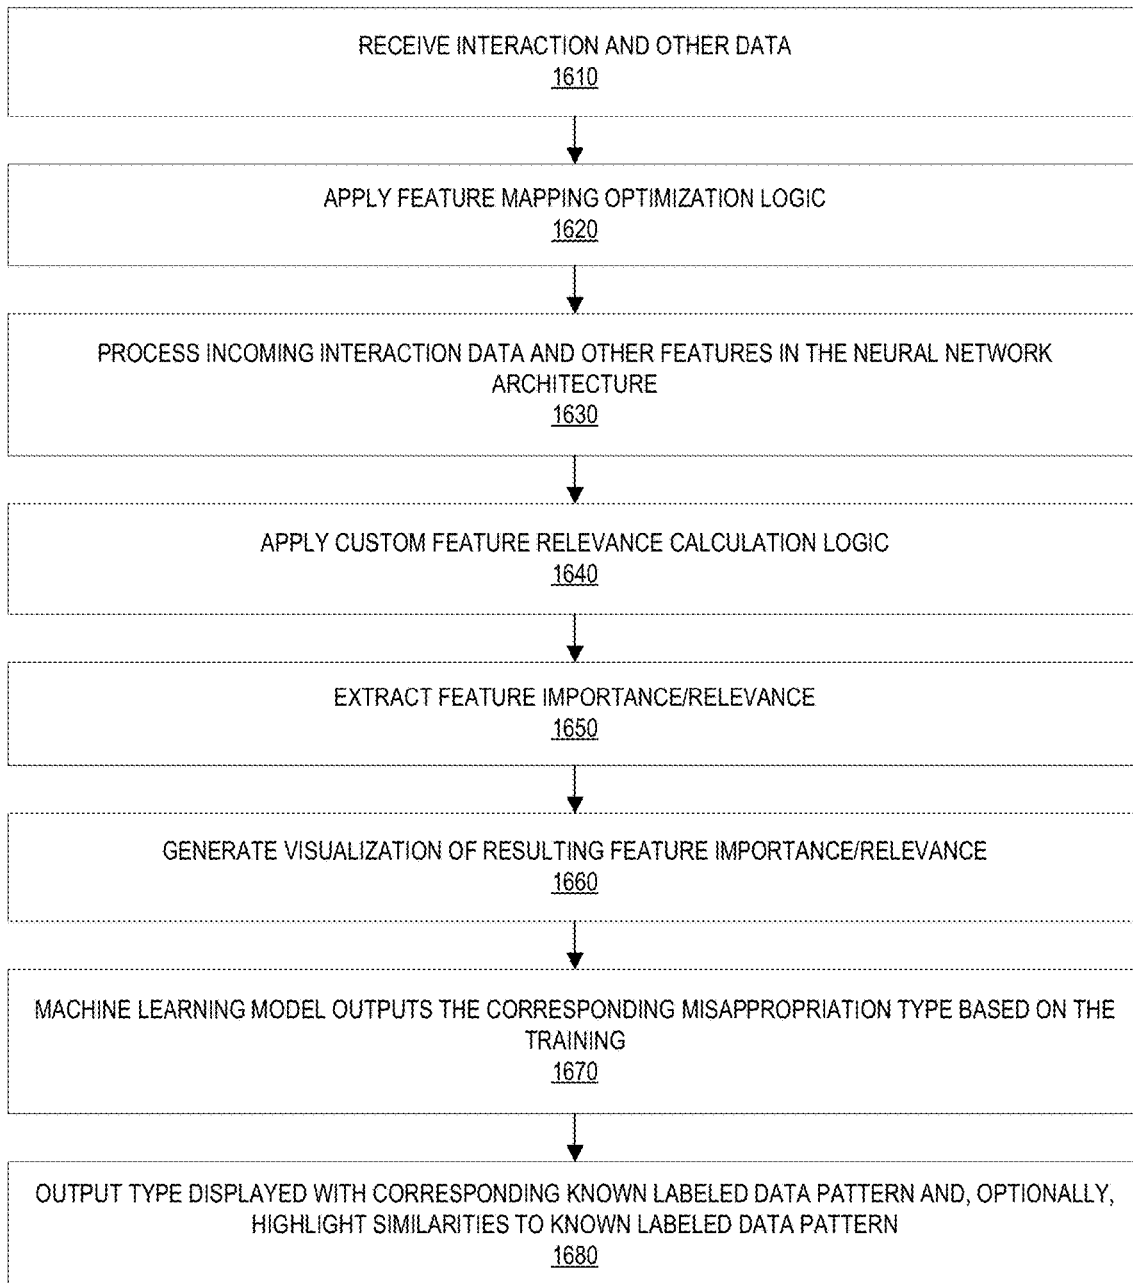 RECEIVE INTERACTION AND OTHER DATA
1610
APPLY FEATURE MAPPING OPTIMIZATION LOGIC
1620
PROCESS INCOMING INTERACTION DATA AND OTHER FEATURES IN THE NEURAL NETWORK
ARCHITECTURE
1630
APPLY CUSTOM FEATURE RELEVANCE CALCULATION LOGIC
1640
EXTRACT FEATURE IMPORTANCE/RELEVANCE
1650
GENERATE VISUALIZATION OF RESULTING FEATURE IMPORTANCE/RELEVANCE
1660
MACHINE LEARNING MODEL OUTPUTS THE CORRESPONDING MISAPPROPRIATION TYPE BASED ON THE
TRAINING
1670
OUTPUT TYPE DISPLAYED WITH CORRESPONDING KNOWN LABELED DATA PATTERN AND, OPTIONALLY,
HIGHLIGHT SIMILARITIES TO KNOWN LABELED DATA PATTERN
1680